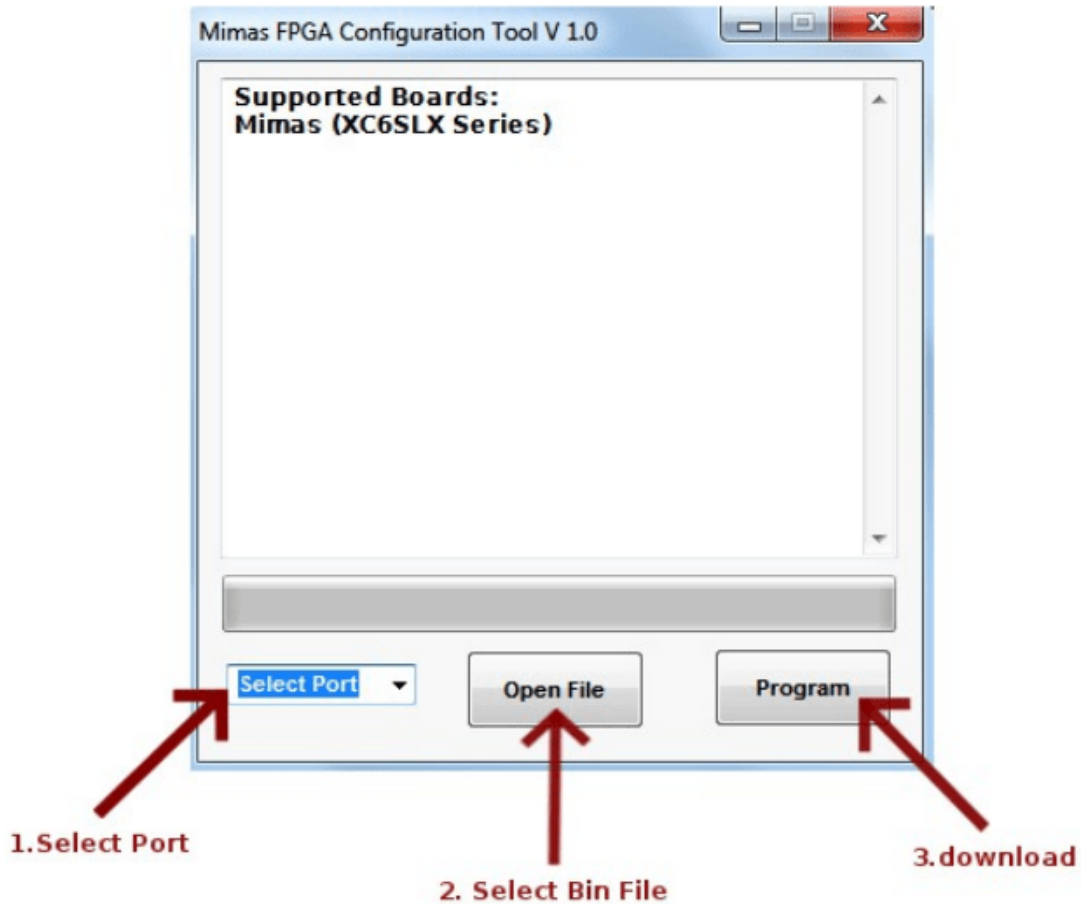 Mimas FPGA Configuration Tool V 1.0
Supported Boards:
Mimas (XC6SLX Series)
Select Port
Open File
Program
1.Select Port
2. Select Bin File
3.download